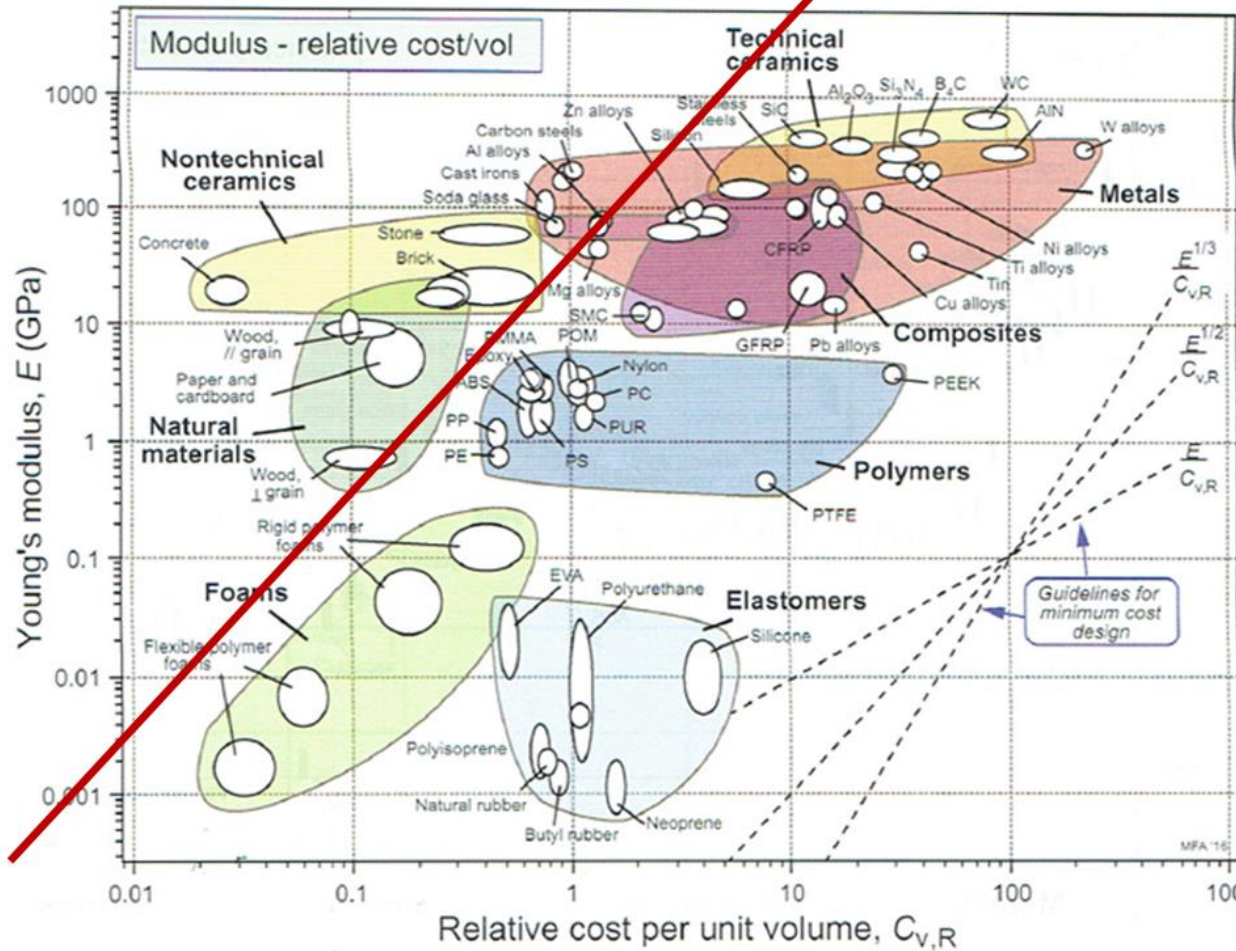 Modulus - relative cost/vol
Technical
ceramics
Al2O3
Si3N4
B4C
WC
SiC
AlN
W alloys
Zn alloys
Stainless
steels
Silicon
Carbon steels
Al alloys
Cast irons
Soda glass
Nontechnical
ceramics
Metals
Concrete
Stone
Brick
CFRP
Mg alloys
Ni alloys
Ti alloys
Tin
Cu alloys
SMC
Composites
GFRP
Pb alloys
Wood,
// grain
Paper and
cardboard
Natural
materials
Wood,
⊥ grain
POM
Epoxy
ABS
Nylon
PC
PUR
PP
PE
PS
PEEK
Polymers
PTFE
Rigid polymer
foams
Foams
Flexible polymer
foams
EVA
Polyurethane
Elastomers
Silicone
Polyisoprene
Natural rubber
Butyl rubber
Neoprene
E^1/3
C v,R
E^1/2
C v,R
E
C v,R
Guidelines for
minimum cost
design
MFA '16
Young's modulus, E (GPa)
1000
100
10
1
0.1
0.01
0.001
0.01
0.1
1
10
100
Relative cost per unit volume, C v,R